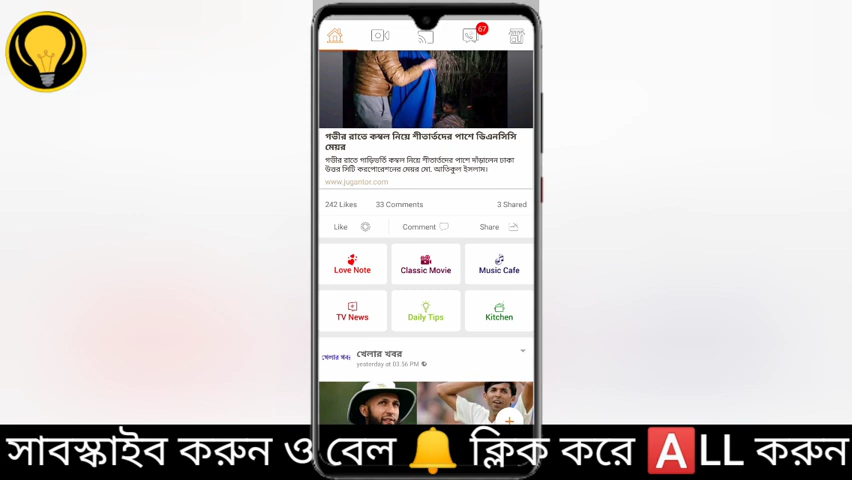 67
গভীর রাতে কম্বল নিয়ে শীতার্তদের পাশে ডিএনসিসি
মেয়র
গভীর রাতে গাড়িভর্তি কম্বল নিয়ে শীতার্তদের পাশে দাঁড়ালেন ঢাকা
উত্তর সিটি করপোরেশনের মেয়র মো. আতিকুল ইসলাম।
www.jugantor.com
242 Likes 33 Comments 3 Shared
Like Comment Share
Love Note Classic Movie Music Cafe
TV News Daily Tips Kitchen
খেলার খবর খেলার খবর
yesterday at 03:56 PM
সাবস্ক্রাইব করুন ও বেল 🔔 ক্লিক করে ALL করুন